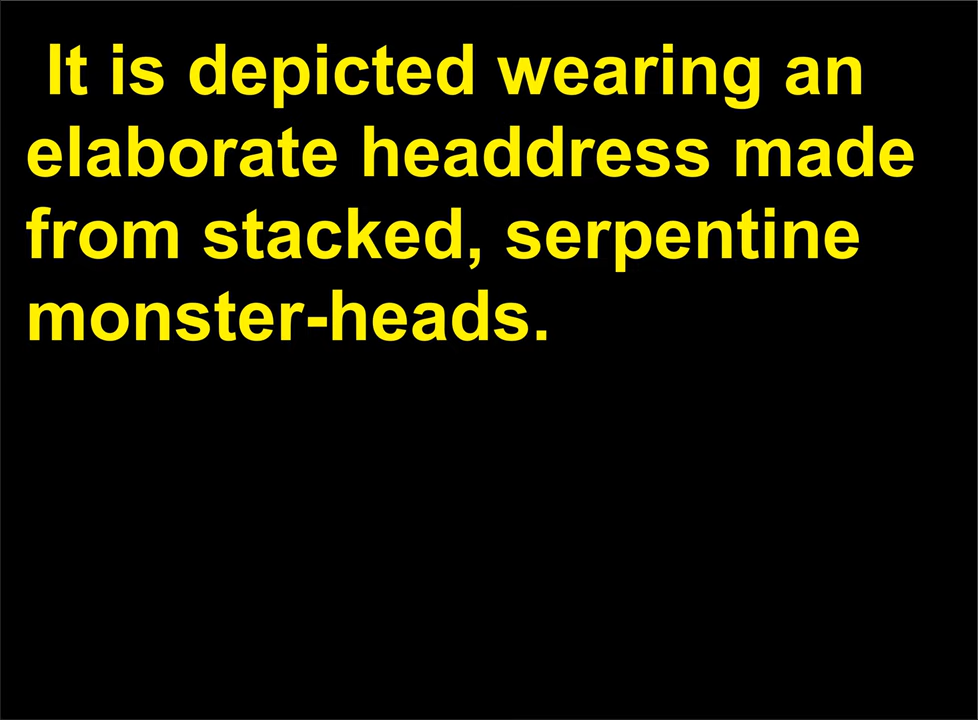 It is depicted wearing an
elaborate headdress made
from stacked, serpentine
monster-heads.